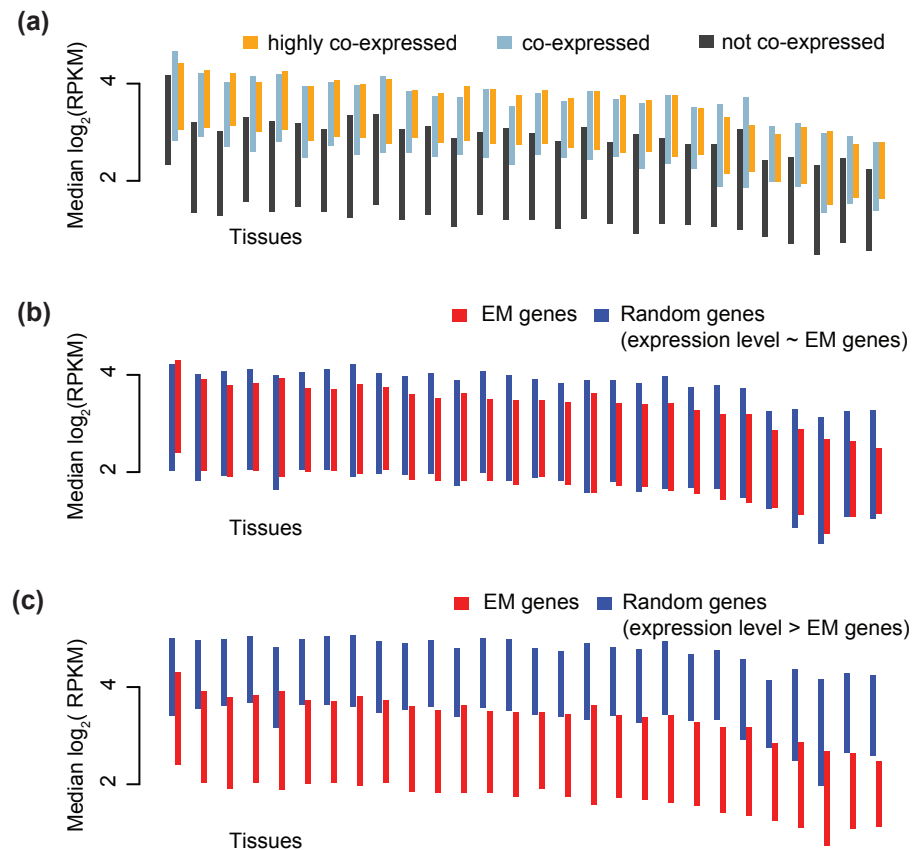 (a)
highly co-expressed
co-expressed
not co-expressed
Median log2(RPKM)
4
2
Tissues
(b)
EM genes
Random genes
(expression level ~ EM genes)
Median log2(RPKM)
4
2
Tissues
(c)
EM genes
Random genes
(expression level > EM genes)
Median log2( RPKM)
4
2
Tissues